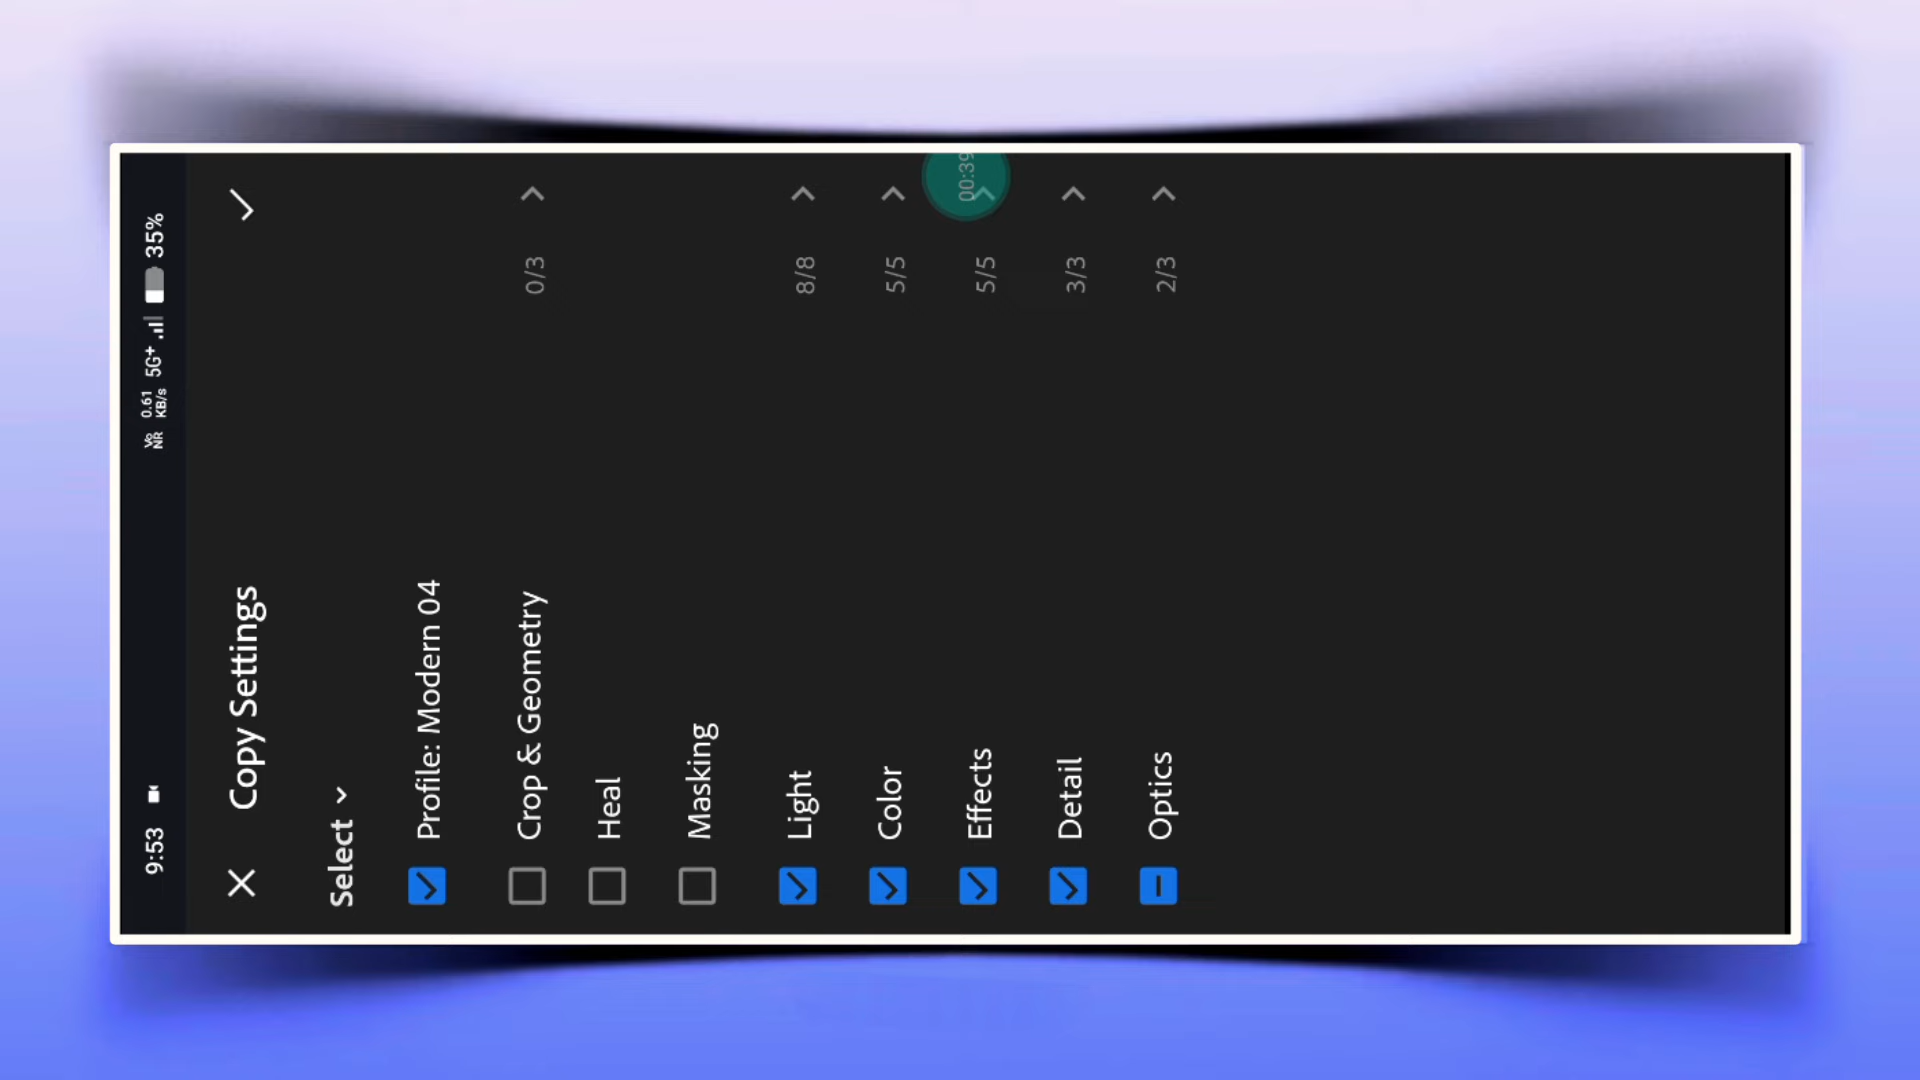 9:53
Vo NR 0.61 KB/s 5G+ 35%
Copy Settings
Select
Profile: Modern 04
Crop & Geometry 0/3
Heal
Masking
Light 8/8
Color 5/5
Effects 5/5
00:39
Detail 3/3
Optics 2/3